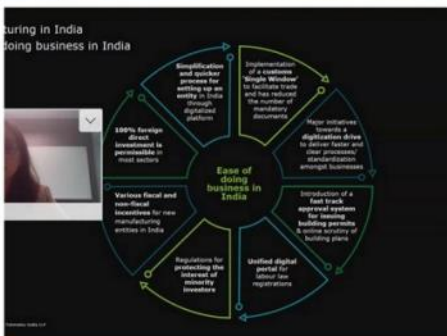 turing in India
doing business in India
Simplification
and quicker
process for
setting up an
entity in India
through
digitalized
platform
Implementation
of a customs
'Single Window'
to facilitate trade
and has reduced
the number of
mandatory
documents
Major initiatives
towards a
digitization drive
to deliver faster and
clear processes/
standardization
amongst businesses
Introduction of a
fast track
approval system
for issuing
building permits
& online scrutiny of
building plans
Unified digital
portal for
labour law
registrations
Regulations for
protecting the
interest of
minority
investors
Various fiscal and
non-fiscal
incentives for new
manufacturing
entities in India
100% foreign
direct
investment is
permissible in
most sectors
Ease of
doing
business in
India